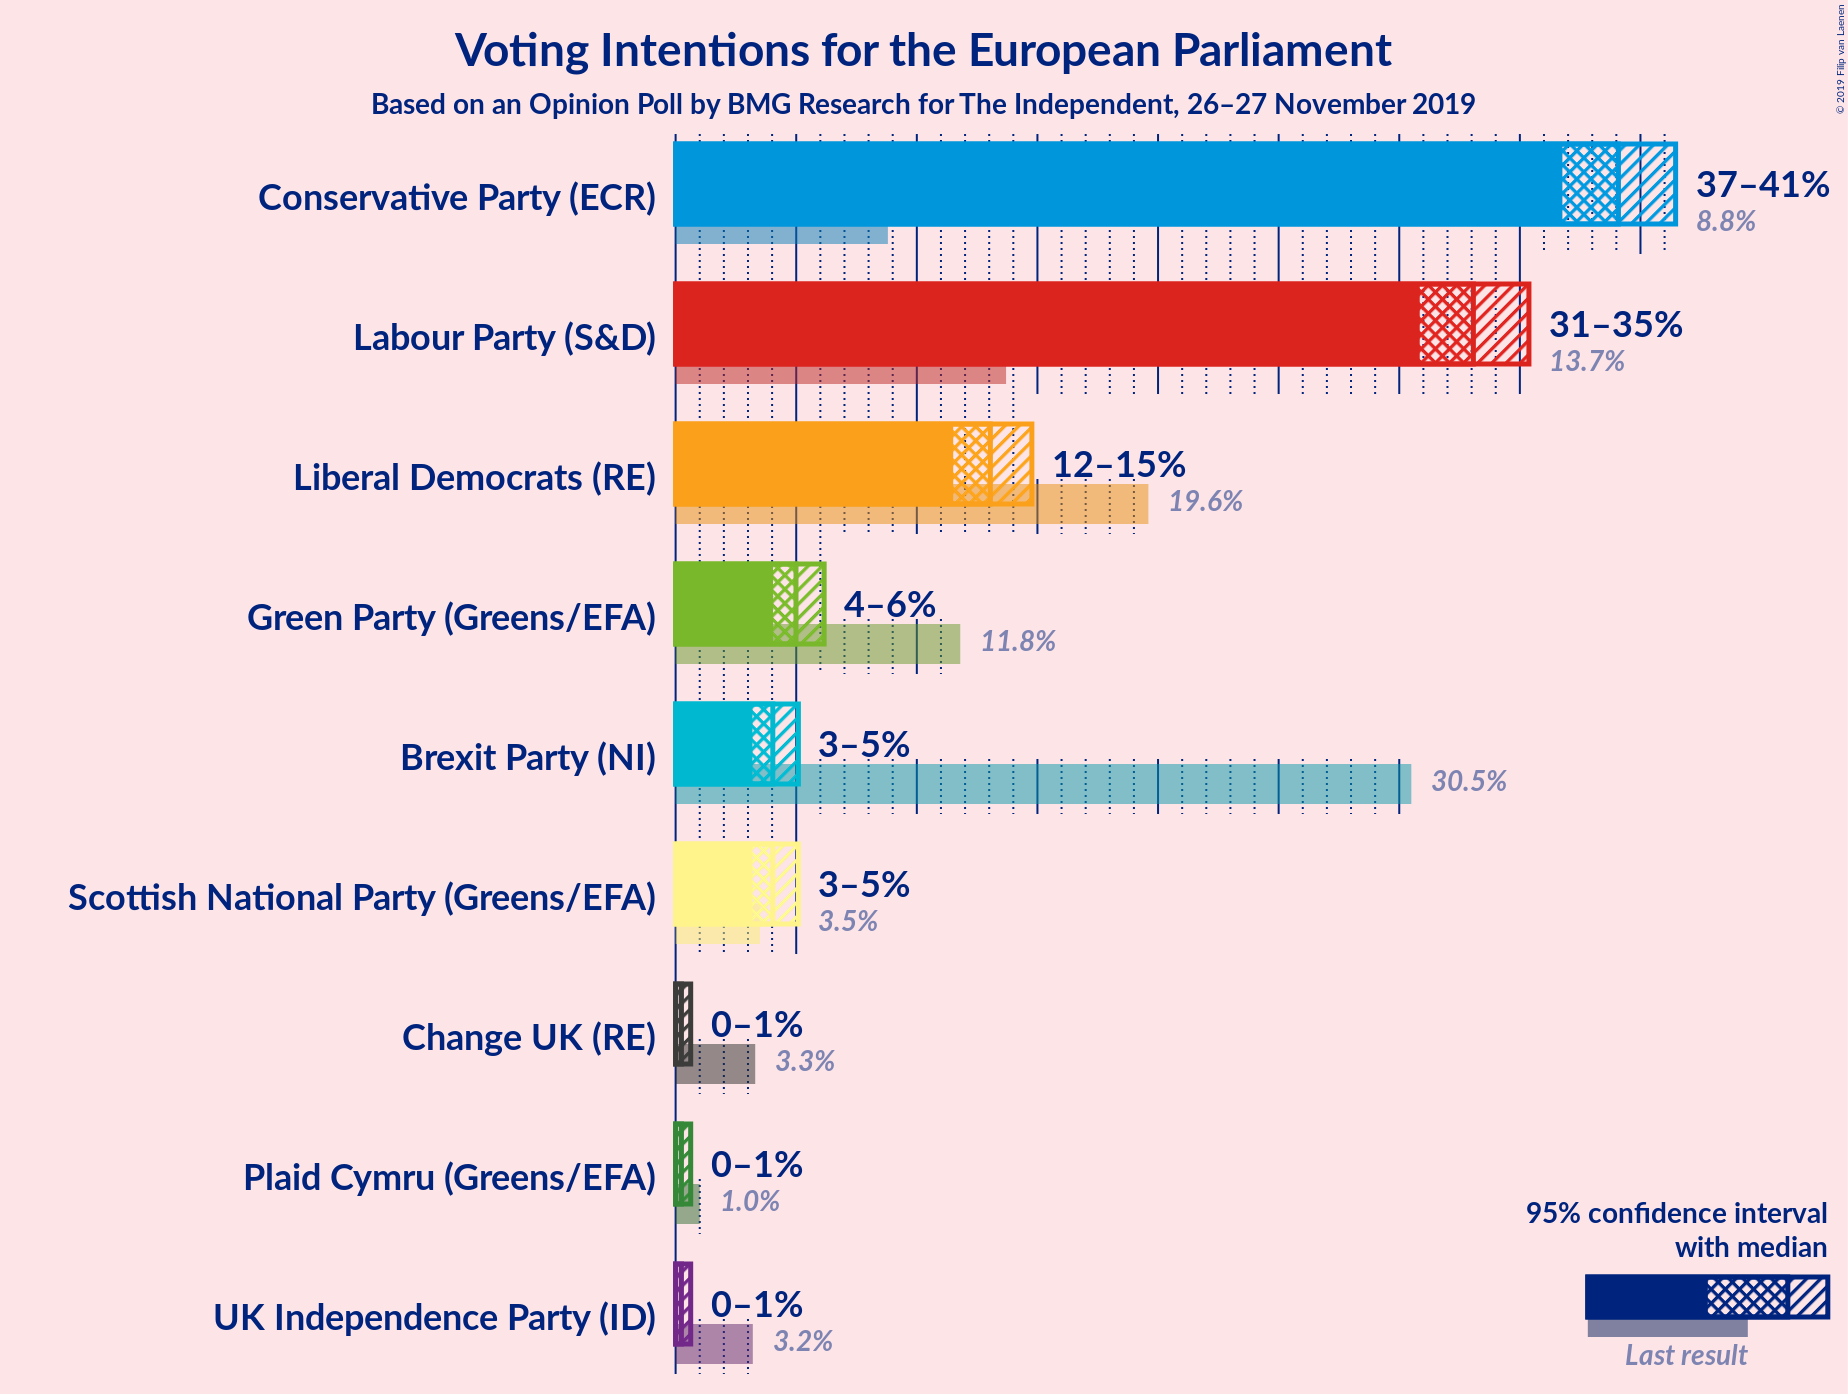 Voting Intentions for the European Parliament
Based on an Opinion Poll by BMG Research for The Independent, 26–27 November 2019
© 2019 Filip van Laenen
Conservative Party (ECR)
37–41%
8.8%
Labour Party (S&D)
31–35%
13.7%
Liberal Democrats (RE)
12–15%
19.6%
Green Party (Greens/EFA)
4–6%
11.8%
Brexit Party (NI)
3–5%
30.5%
Scottish National Party (Greens/EFA)
3–5%
3.5%
Change UK (RE)
0–1%
3.3%
Plaid Cymru (Greens/EFA)
0–1%
1.0%
UK Independence Party (ID)
0–1%
3.2%
95% confidence interval
with median
Last result